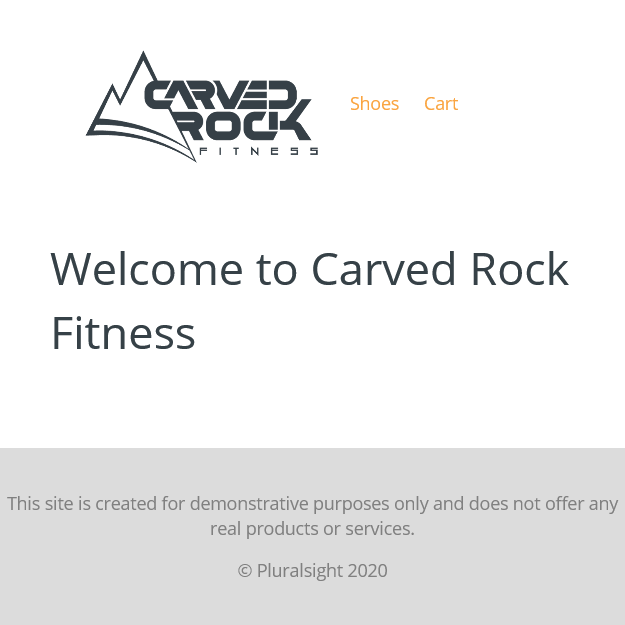 CARVED
ROCK
FITNESS
Shoes Cart
Welcome to Carved Rock
Fitness
This site is created for demonstrative purposes only and does not offer any
real products or services.
© Pluralsight 2020